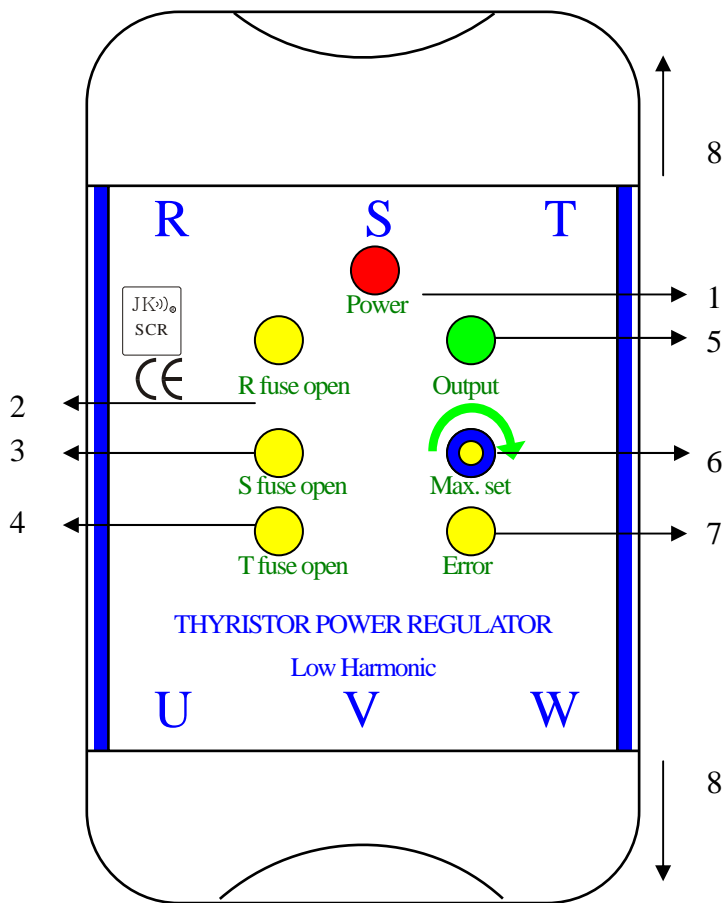 8
R S T
Power
1
JK
SCR
CE
5
R fuse open Output
2
3
S fuse open Max. set
6
4
T fuse open Error
7
THYRISTOR POWER REGULATOR
Low Harmonic
U V W
8